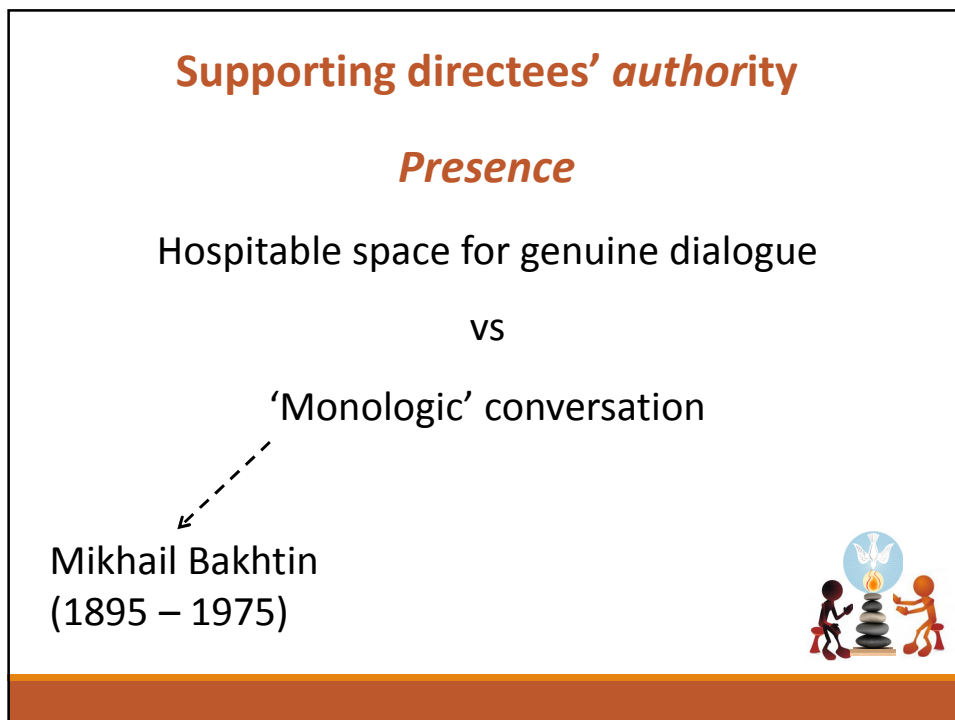 Supporting directees’ authority
Presence
Hospitable space for genuine dialogue
vs
‘Monologic’ conversation
Mikhail Bakhtin
(1895 – 1975)